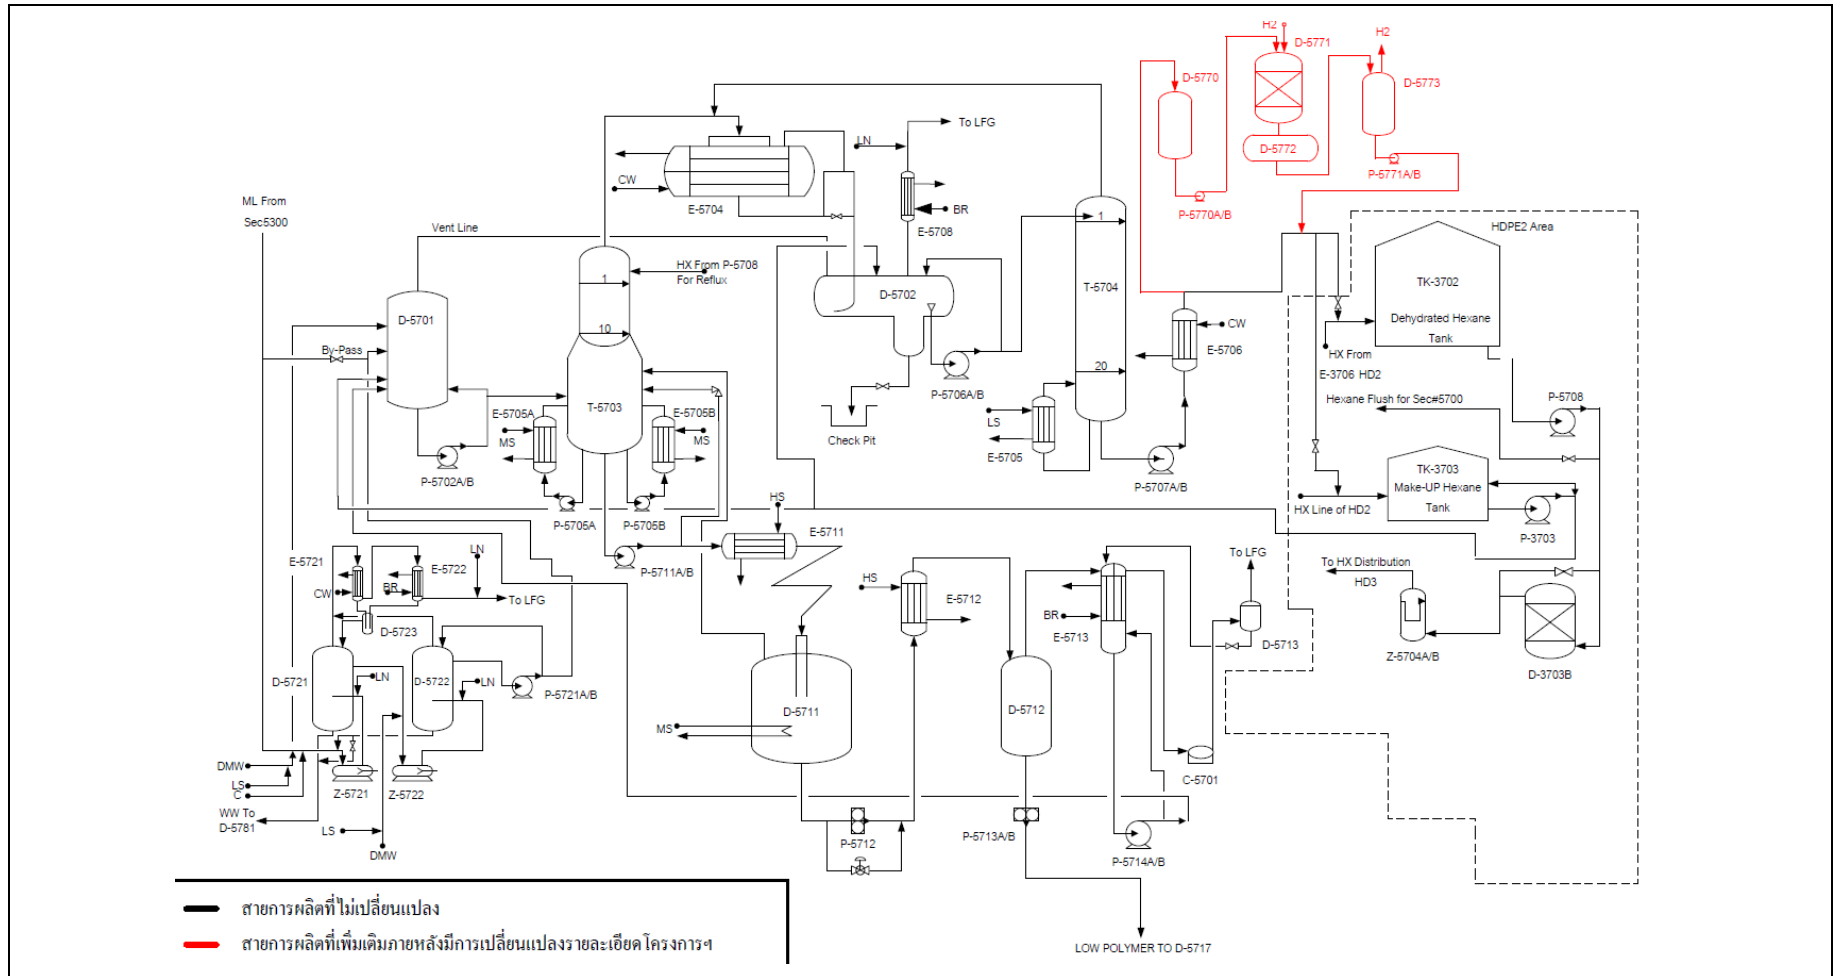 H2
H2
D-5771
D-5770
D-5773
D-5772
P-5771A/B
P-5770A/B
To LFG
LN
CW
E-5704
BR
E-5708
ML From
Sec5300
Vent Line
HX From P-5708
For Reflux
1
10
D-5701
By-Pass
T-5703
E-5705A
E-5705B
MS
MS
P-5702A/B
P-5705A
P-5705B
D-5702
P-5706A/B
Check Pit
1
T-5704
20
LS
E-5705
CW
E-5706
P-5707A/B
HDPE2 Area
TK-3702
Dehydrated Hexane
Tank
HX From
E-3706 HD2
Hexane Flush for Sec#5700
P-5708
TK-3703
Make-UP Hexane
Tank
HX Line of HD2
P-3703
To HX Distribution
HD3
Z-5704A/B
D-3703B
HS
E-5711
P-5711A/B
E-5721
E-5722
LN
CW
BR
To LFG
D-5723
D-5721
D-5722
LN
LN
P-5721A/B
DMW
LS
C
WW To
D-5781
Z-5721
Z-5722
LS
DMW
D-5711
MS
HS
E-5712
P-5712
D-5712
P-5713A/B
BR
E-5713
To LFG
D-5713
C-5701
P-5714A/B
LOW POLYMER TO D-5717
สายการผลิตที่ไม่เปลี่ยนแปลง
สายการผลิตที่เพิ่มเติมภายหลังมีการเปลี่ยนแปลงรายละเอียดโครงการฯ